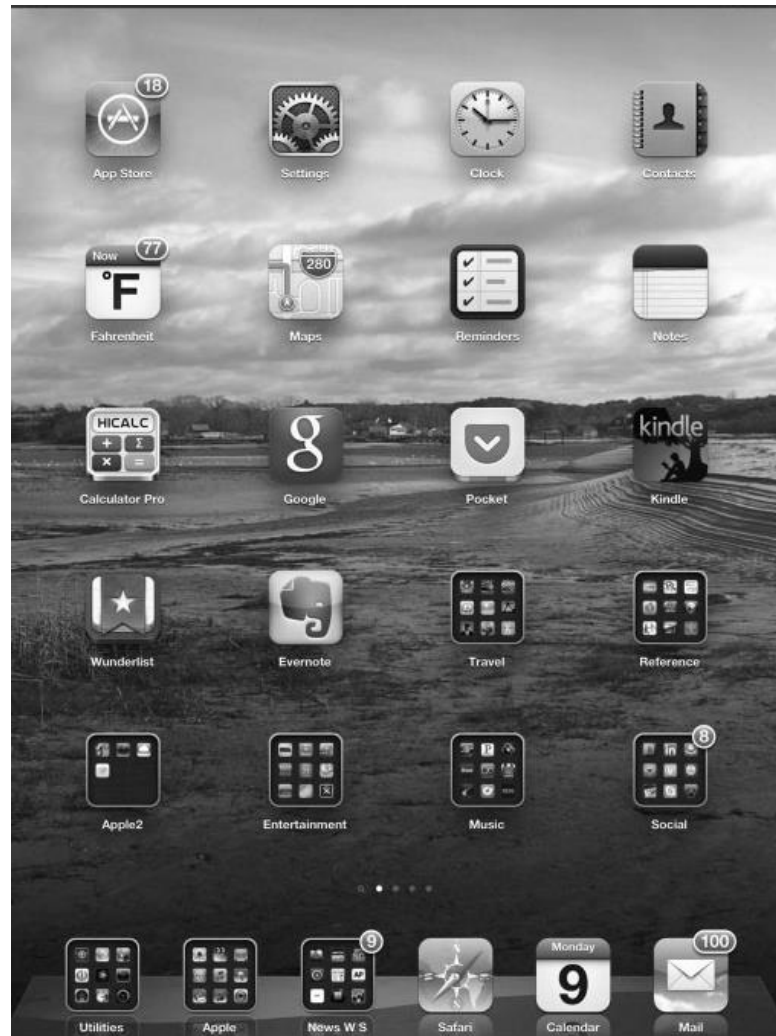 18
App Store
Settings
Clock
Contacts
Now
77
°F
280
Fahrenheit
Maps
Reminders
Notes
HICALC
+ Σ
× =
g
kindle
Calculator Pro
Google
Pocket
Kindle
Wunderlist
Evernote
Travel
Reference
8
Apple2
Entertainment
Music
Social
9
Monday
9
100
Utilities
Apple
News W S
Safari
Calendar
Mail